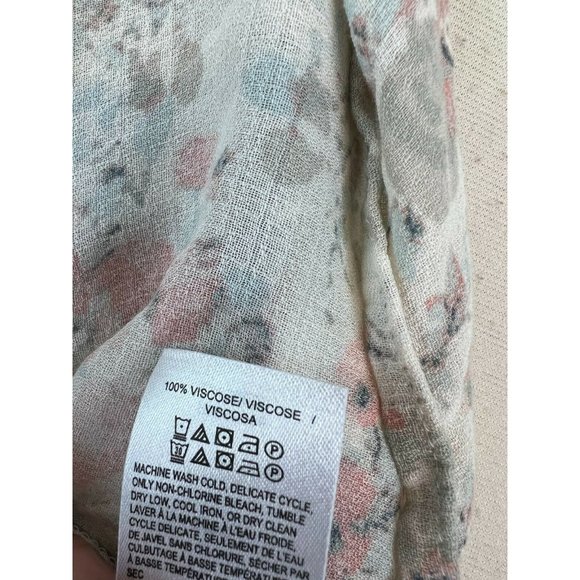 100% VISCOSE/ VISCOSE /
VISCOSA
MACHINE WASH COLD, DELICATE CYCLE,
ONLY NON-CHLORINE BLEACH, TUMBLE
DRY LOW, COOL IRON, OR DRY CLEAN
LAVER À LA MACHINE À L'EAU FROIDE,
CYCLE DELICATE, SEULEMENT DE L'EAU
DE JAVEL SANS CHLORURE, SÉCHER PAR
CULBUTAGE À BASSE TEMPÉRATURE
À BASSE TEMPÉRATURE
SEC